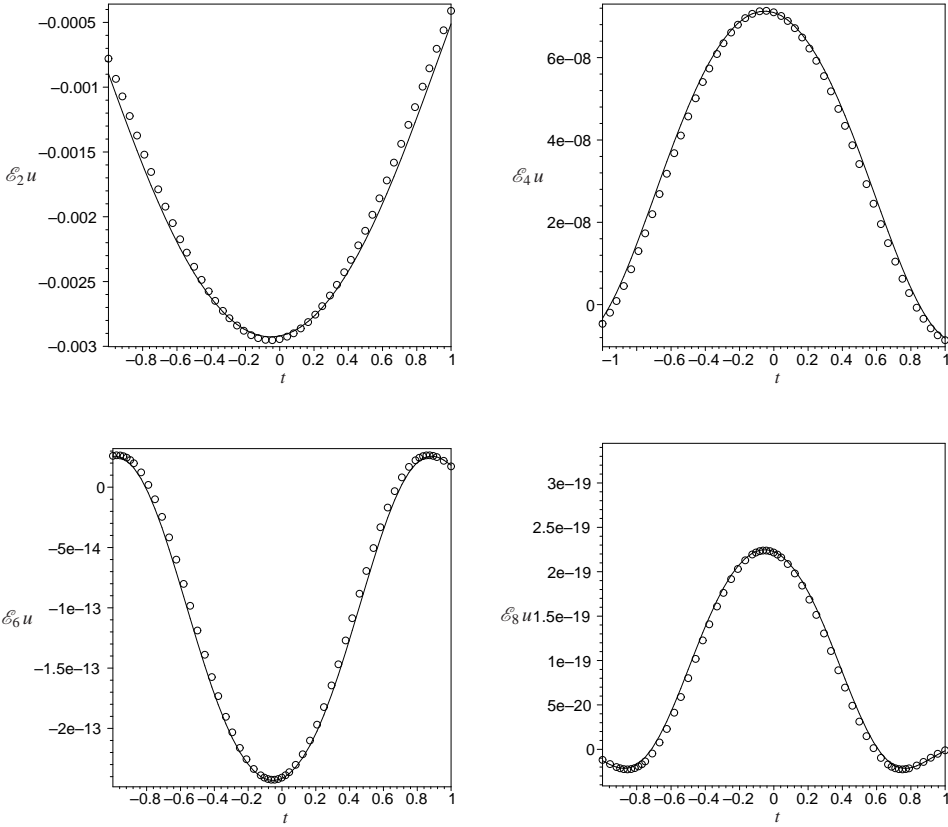 −0.0005
−0.001
−0.0015
ℰ₂u
−0.002
−0.0025
−0.003
−0.8 −0.6 −0.4 −0.2 0 0.2 0.4 0.6 0.8 1
t
6e−08
4e−08
ℰ₄u
2e−08
0
−1 −0.6 −0.4 −0.2 0 0.2 0.4 0.6 0.8 1
t
0
−5e−14
−1e−13
ℰ₆u
−1.5e−13
−2e−13
−0.8 −0.6 −0.4 −0.2 0 0.2 0.4 0.6 0.8 1
t
3e−19
2.5e−19
2e−19
ℰ₈u 1.5e−19
1e−19
5e−20
0
−0.8 −0.6 −0.4 −0.2 0 0.2 0.4 0.6 0.8 1
t